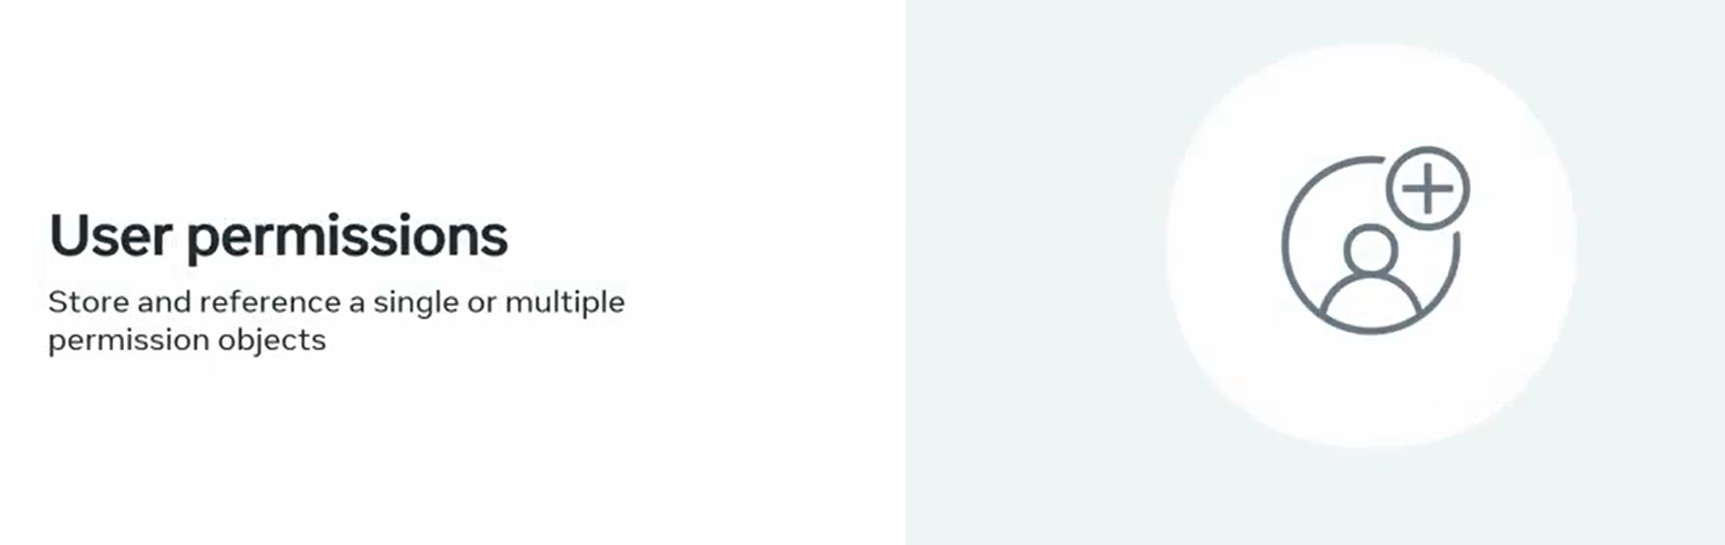 User permissions
Store and reference a single or multiple
permission objects